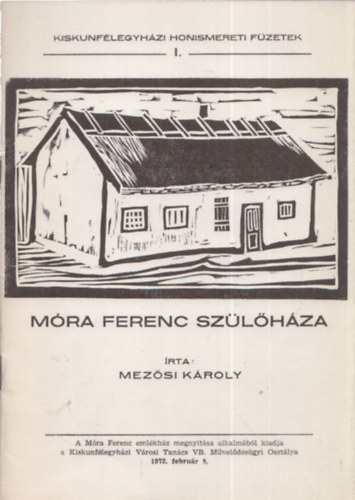 KISKUNFÉLEGYHÁZI HONISMERETI FÜZETEK
I.
MÓRA FERENC SZÜLŐHÁZA
ÍRTA:
MEZŐSI KÁROLY
A Móra Ferenc emlékház megnyitása alkalmából kiadja
a Kiskunfélegyházi Városi Tanács VB. Művelődésügyi Osztálya
1972. február 8.